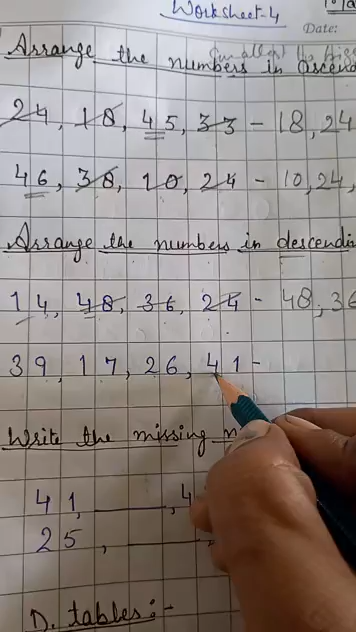 Worksheet-4
Date:
Arrange the numbers in ascend
24, 18, 45, 33 - 18, 24
46, 38, 10, 24 - 10, 24,
Arrange the numbers in descendi
14, 48, 36, 24 - 48, 36
39, 17, 26, 41 -
Write the missing n
41, ______, 4
25, ______,
D. tables:-